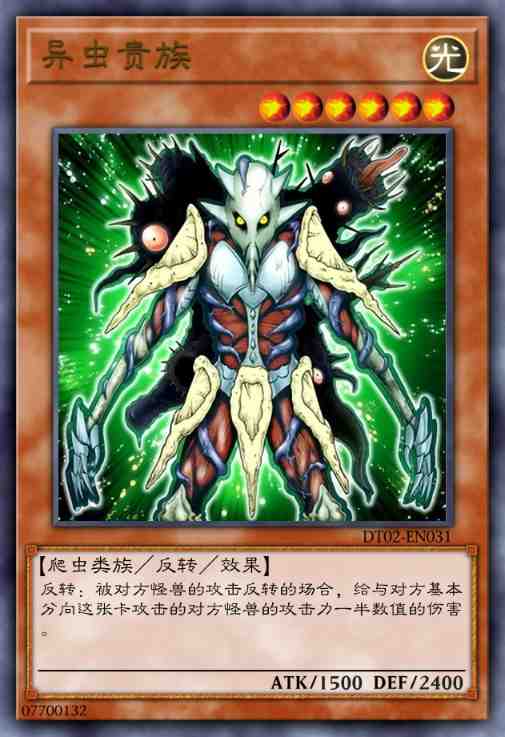 异虫贵族
光
DT02-EN031
【爬虫类族／反转／效果】
反转：被对方怪兽的攻击反转的场合，给与对方基本
分向这张卡攻击的对方怪兽的攻击力一半数值的伤害
。
ATK/1500 DEF/2400
07700132